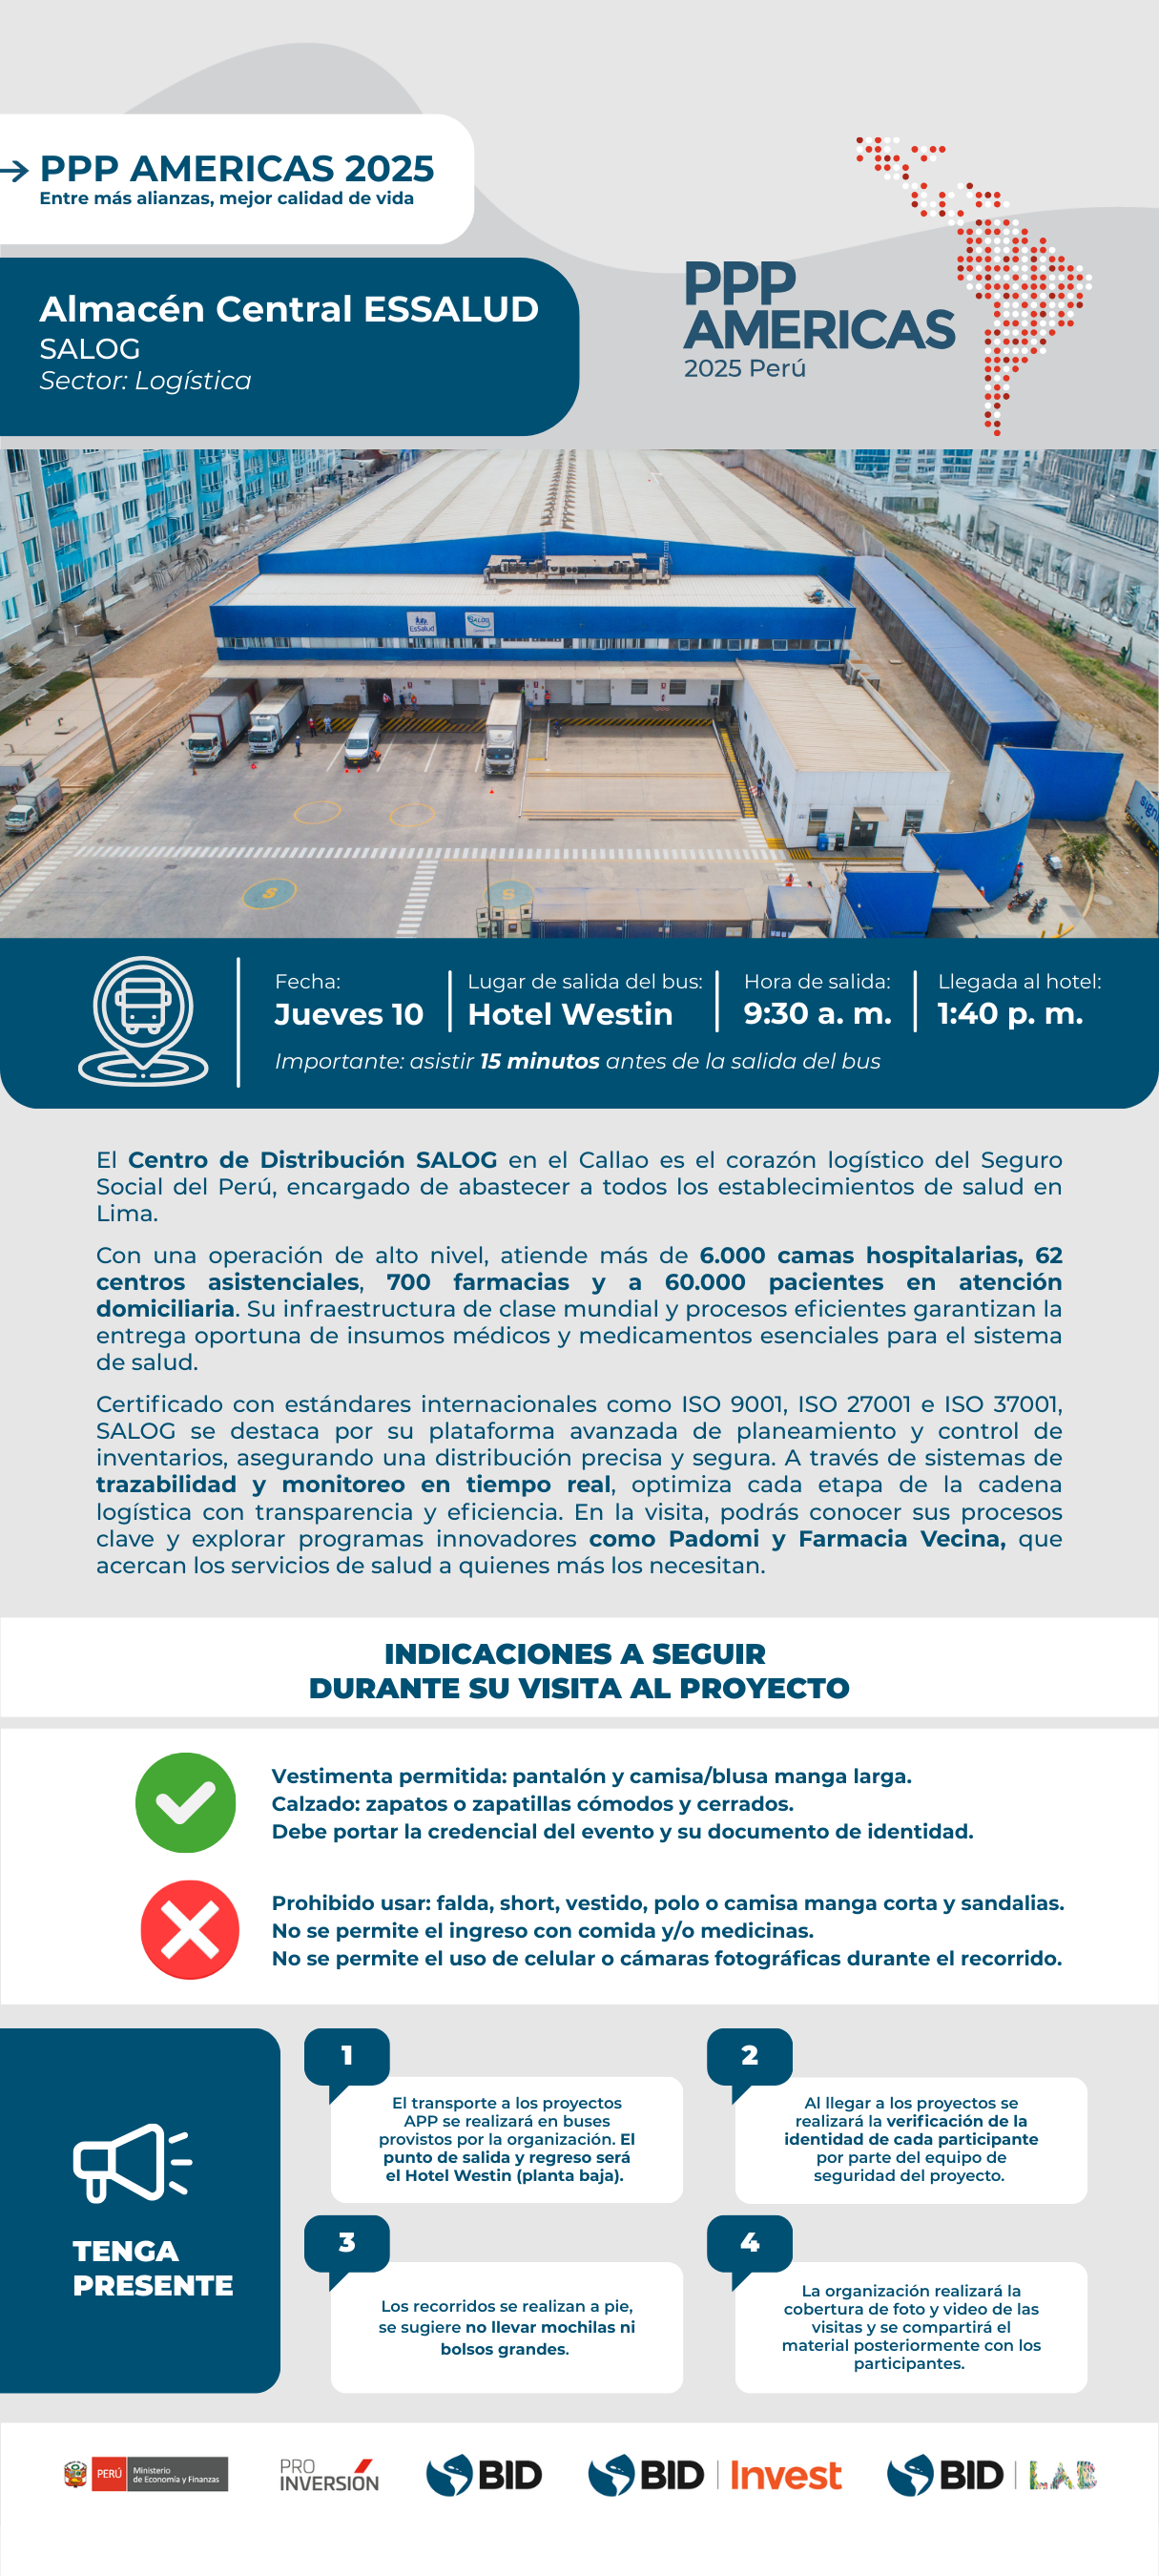 PPP AMERICAS 2025
Entre más alianzas, mejor calidad de vida
Almacén Central ESSALUD
SALOG
Sector: Logística
PPP
AMERICAS
2025 Perú
EsSalud
SALOG
S
S
Fecha:
Jueves 10
Lugar de salida del bus:
Hotel Westin
Hora de salida:
9:30 a. m.
Llegada al hotel:
1:40 p. m.
Importante: asistir 15 minutos antes de la salida del bus
El Centro de Distribución SALOG en el Callao es el corazón logístico del Seguro
Social del Perú, encargado de abastecer a todos los establecimientos de salud en
Lima.
Con una operación de alto nivel, atiende más de 6.000 camas hospitalarias, 62
centros asistenciales, 700 farmacias y a 60.000 pacientes en atención
domiciliaria. Su infraestructura de clase mundial y procesos eficientes garantizan la
entrega oportuna de insumos médicos y medicamentos esenciales para el sistema
de salud.
Certificado con estándares internacionales como ISO 9001, ISO 27001 e ISO 37001,
SALOG se destaca por su plataforma avanzada de planeamiento y control de
inventarios, asegurando una distribución precisa y segura. A través de sistemas de
trazabilidad y monitoreo en tiempo real, optimiza cada etapa de la cadena
logística con transparencia y eficiencia. En la visita, podrás conocer sus procesos
clave y explorar programas innovadores como Padomi y Farmacia Vecina, que
acercan los servicios de salud a quienes más los necesitan.
INDICACIONES A SEGUIR
DURANTE SU VISITA AL PROYECTO
Vestimenta permitida: pantalón y camisa/blusa manga larga.
Calzado: zapatos o zapatillas cómodos y cerrados.
Debe portar la credencial del evento y su documento de identidad.
Prohibido usar: falda, short, vestido, polo o camisa manga corta y sandalias.
No se permite el ingreso con comida y/o medicinas.
No se permite el uso de celular o cámaras fotográficas durante el recorrido.
TENGA
PRESENTE
1
El transporte a los proyectos
APP se realizará en buses
provistos por la organización. El
punto de salida y regreso será
el Hotel Westin (planta baja).
2
Al llegar a los proyectos se
realizará la verificación de la
identidad de cada participante
por parte del equipo de
seguridad del proyecto.
3
Los recorridos se realizan a pie,
se sugiere no llevar mochilas ni
bolsos grandes.
4
La organización realizará la
cobertura de foto y video de las
visitas y se compartirá el
material posteriormente con los
participantes.
PERÚ
Ministerio
de Economía y Finanzas
PRO
INVERSIÓN
BID
BID Invest
BID LAB